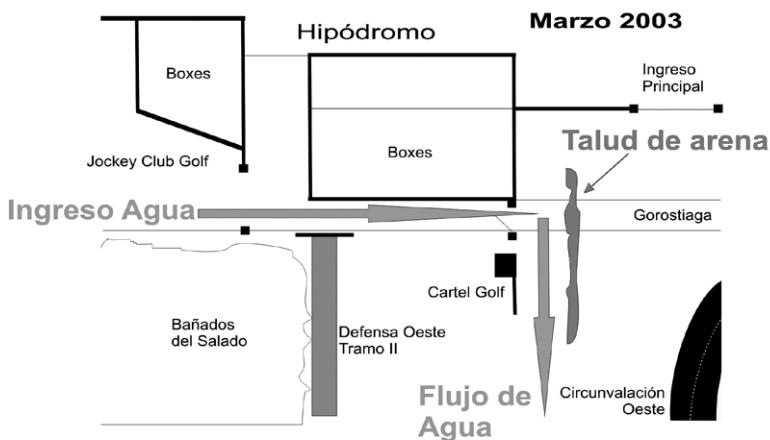 Marzo 2003
Hipódromo
Boxes
Ingreso
Principal
Talud de arena
Jockey Club Golf
Boxes
Ingreso Agua
Gorostiaga
Cartel Golf
Bañados
del Salado
Defensa Oeste
Tramo II
Flujo de
Agua
Circunvalación
Oeste